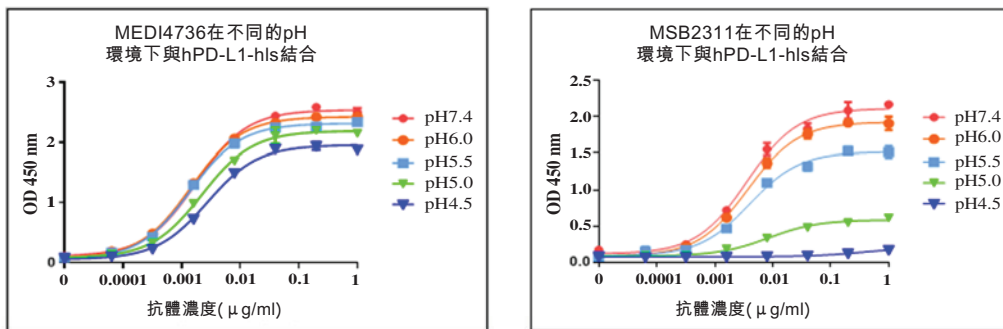 MEDI4736在不同的pH
環境下與hPD-L1-hls結合
3
2
1
0
OD 450 nm
0 0.0001 0.001 0.01 0.1 1
抗體濃度(μg/ml)
pH7.4
pH6.0
pH5.5
pH5.0
pH4.5
MSB2311在不同的pH
環境下與hPD-L1-hls結合
2.50
2.0
1.5
1.0
0.5
0.0
OD 450 nm
0 0.0001 0.0016 0.01 0.1 1
抗體濃度(μg/ml)
pH7.4
pH6.0
pH5.5
pH5.0
pH4.5